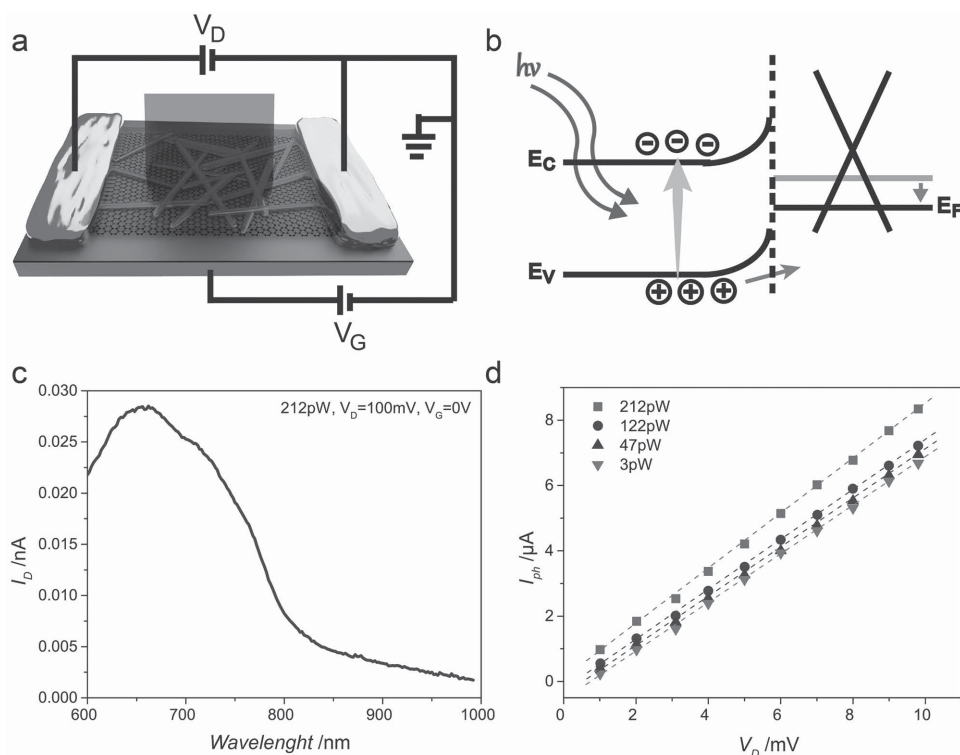 a
V_D
V_G
b
hν
E_C
E_V
E_F
c
212pW, V_D=100mV, V_G=0V
I_D /nA
0.030
0.025
0.020
0.015
0.010
0.005
0.000
600 700 800 900 1000
Wavelenght /nm
d
212pW
122pW
47pW
3pW
I_ph /µA
8
6
4
2
0
0 2 4 6 8 10
V_D /mV